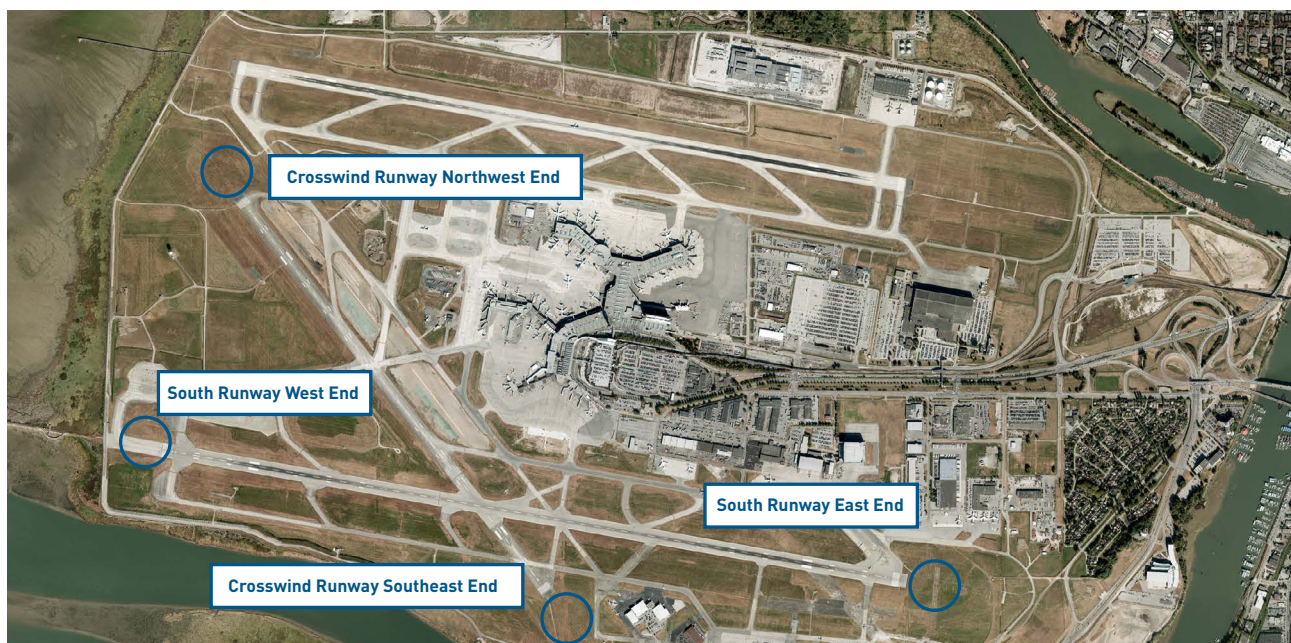 Crosswind Runway Northwest End
South Runway West End
South Runway East End
Crosswind Runway Southeast End